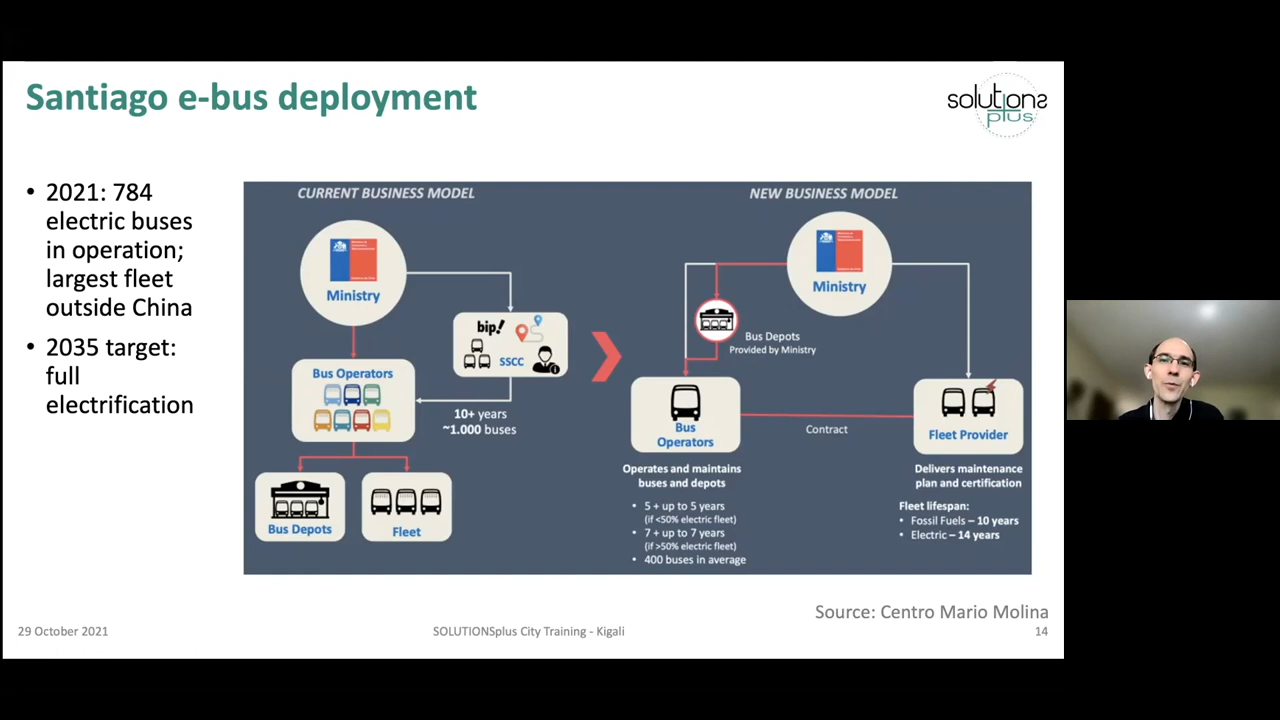 Santiago e-bus deployment
solutions
plus
• 2021: 784
electric buses
in operation;
largest fleet
outside China
• 2035 target:
full
electrification
CURRENT BUSINESS MODEL
Ministry
bip!
SSCC
Bus Operators
10+ years
~1.000 buses
Bus Depots
Fleet
NEW BUSINESS MODEL
Ministry
Bus Depots
Provided by Ministry
Bus
Operators
Contract
Fleet Provider
Operates and maintains
buses and depots
• 5 + up to 5 years
(if <50% electric fleet)
• 7 + up to 7 years
(if >50% electric fleet)
• 400 buses in average
Delivers maintenance
plan and certification
Fleet lifespan:
• Fossil Fuels – 10 years
• Electric – 14 years
Source: Centro Mario Molina
29 October 2021
SOLUTIONSplus City Training - Kigali
14